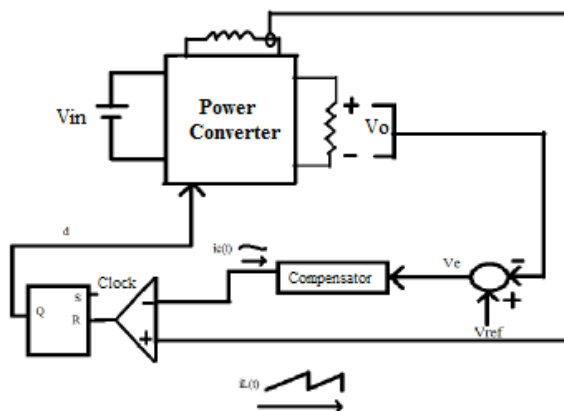 Power
Converter
Vin
+
Vo
-
d
ic(t)
Clock
S
Q
R
-
+
Compensator
Ve
-
+
Vref
iL(t)